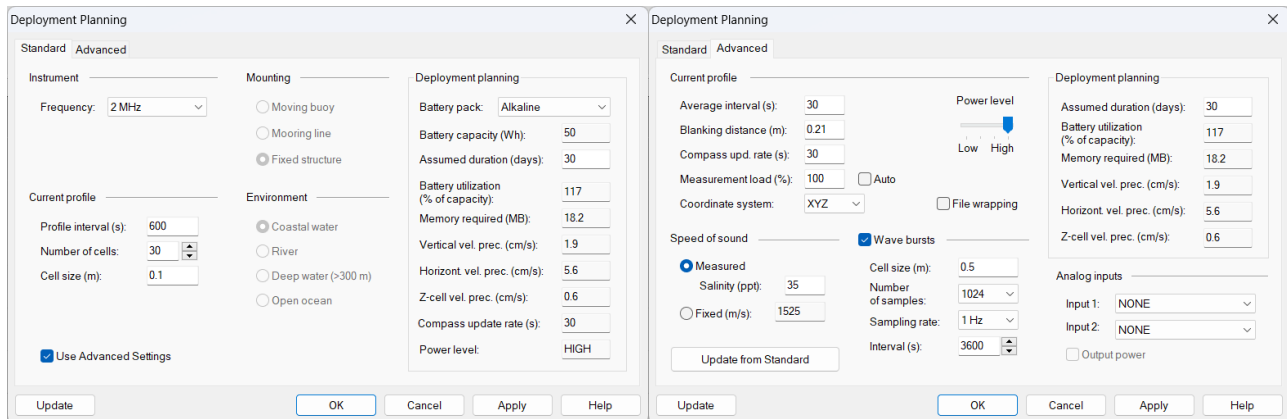 Deployment Planning
Standard Advanced
Instrument
Frequency: 2 MHz
Mounting
Moving buoy
Mooring line
Fixed structure
Current profile
Profile interval (s): 600
Number of cells: 30
Cell size (m): 0.1
Environment
Coastal water
River
Deep water (>300 m)
Open ocean
Use Advanced Settings
Deployment planning
Battery pack: Alkaline
Battery capacity (Wh): 50
Assumed duration (days): 30
Battery utilization
(% of capacity): 117
Memory required (MB): 18.2
Vertical vel. prec. (cm/s): 1.9
Horizont. vel. prec. (cm/s): 5.6
Z-cell vel. prec. (cm/s): 0.6
Compass update rate (s): 30
Power level: HIGH
Update OK Cancel Apply Help
Deployment Planning
Standard Advanced
Current profile
Average interval (s): 30
Blanking distance (m): 0.21
Compass upd. rate (s): 30
Measurement load (%): 100 Auto
Coordinate system: XYZ File wrapping
Power level
Low High
Speed of sound
Measured
Salinity (ppt): 35
Fixed (m/s): 1525
Update from Standard
Wave bursts
Cell size (m): 0.5
Number
of samples: 1024
Sampling rate: 1 Hz
Interval (s): 3600
Deployment planning
Assumed duration (days): 30
Battery utilization
(% of capacity): 117
Memory required (MB): 18.2
Vertical vel. prec. (cm/s): 1.9
Horizont. vel. prec. (cm/s): 5.6
Z-cell vel. prec. (cm/s): 0.6
Analog inputs
Input 1: NONE
Input 2: NONE
Output power
Update OK Cancel Apply Help